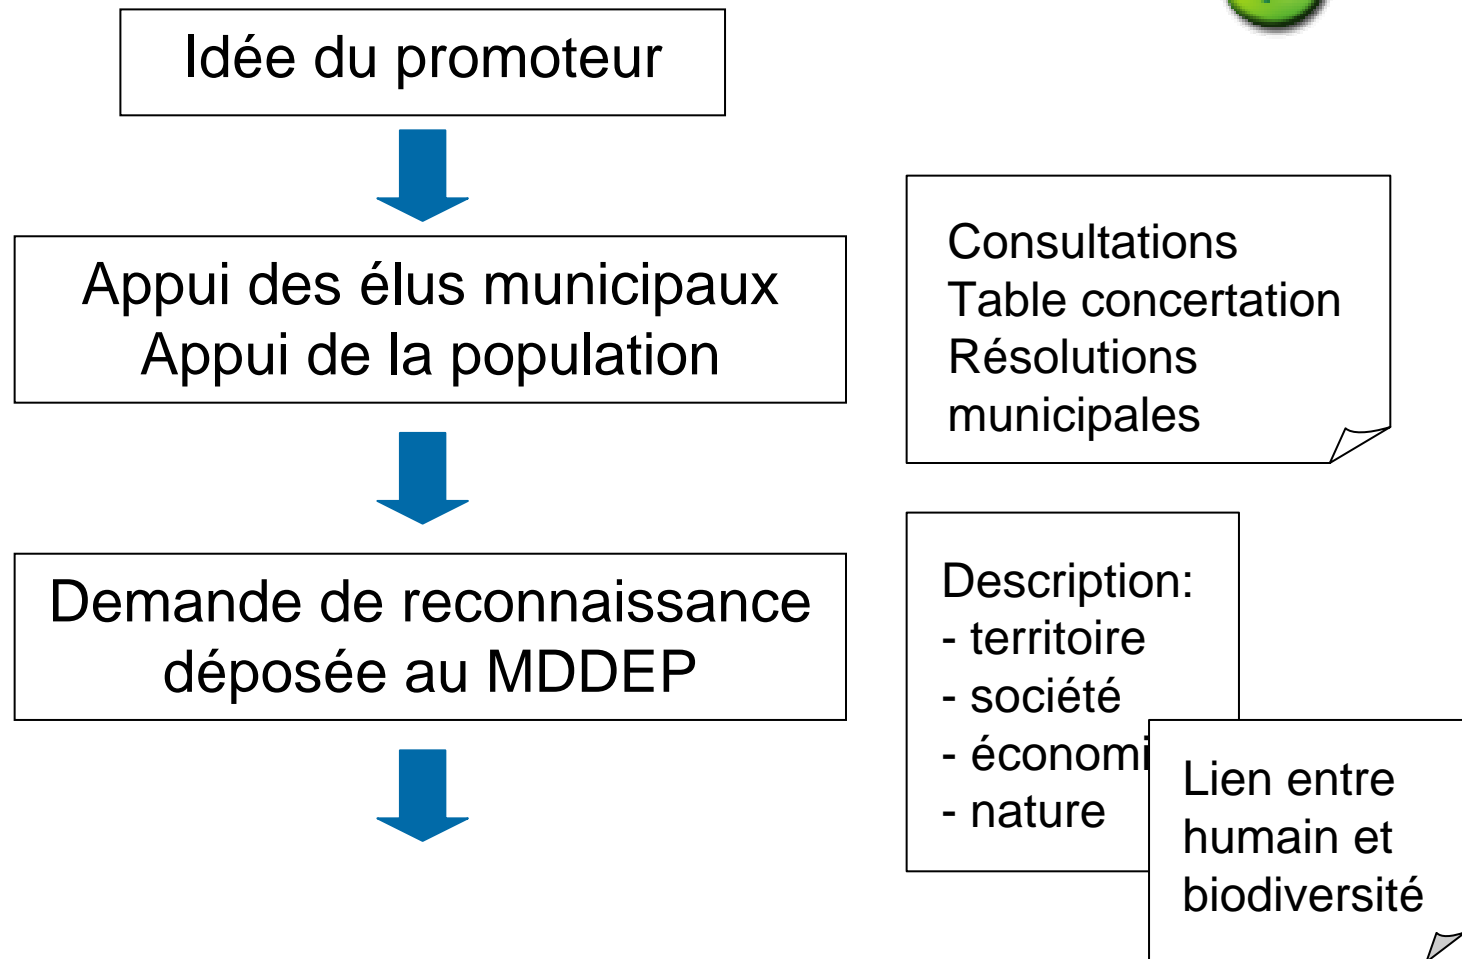 Idée du promoteur
Appui des élus municipaux
Appui de la population
Consultations
Table concertation
Résolutions
municipales
Demande de reconnaissance
déposée au MDDEP
Description:
- territoire
- société
- économi
- nature
Lien entre
humain et
biodiversité